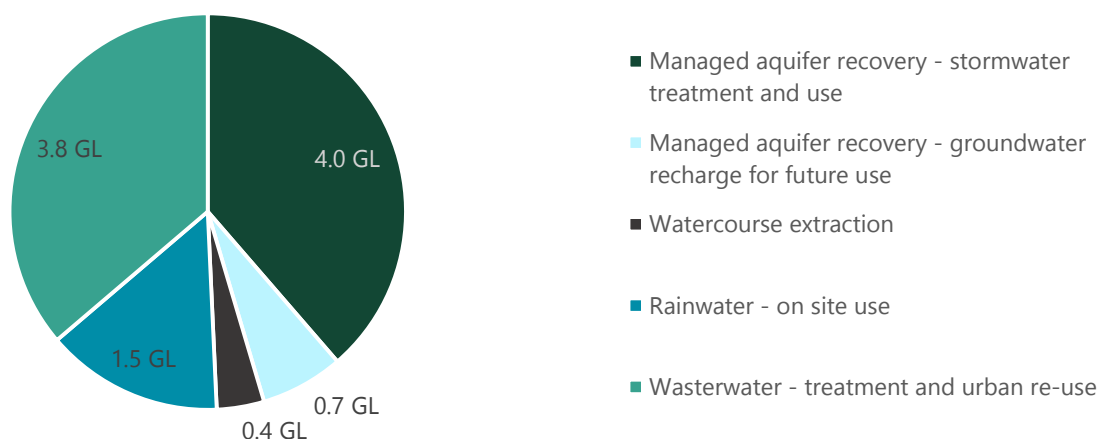 3.8 GL
4.0 GL
1.5 GL
0.7 GL
0.4 GL
Managed aquifer recovery - stormwater
treatment and use
Managed aquifer recovery - groundwater
recharge for future use
Watercourse extraction
Rainwater - on site use
Wasterwater - treatment and urban re-use